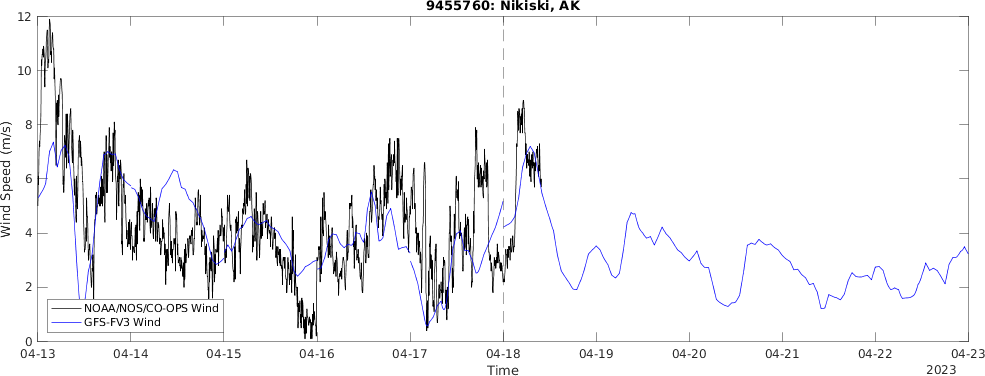 9455760: Nikiski, AK
Wind Speed (m/s)
12
10
8
6
4
2
0
NOAA/NOS/CO-OPS Wind
GFS-FV3 Wind
04-13 04-14 04-15 04-16 04-17 04-18 04-19 04-20 04-21 04-22 04-23
Time
2023